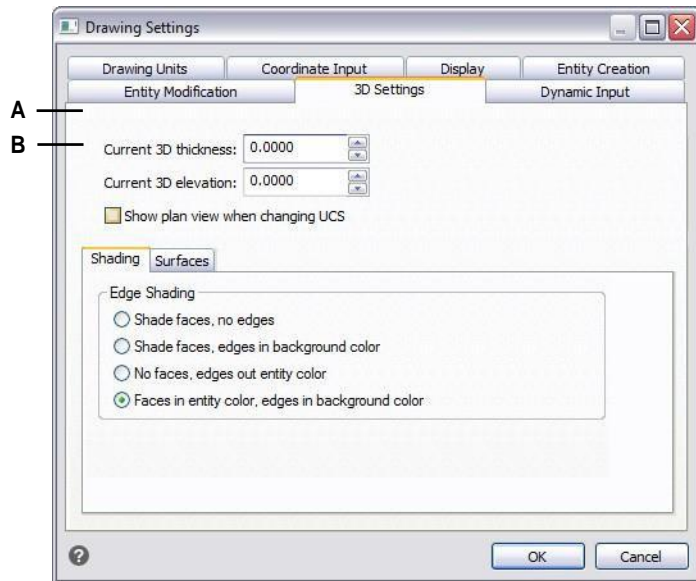 Drawing Settings
Drawing Units Coordinate Input Display Entity Creation
Entity Modification 3D Settings Dynamic Input
A
B
Current 3D thickness: 0.0000
Current 3D elevation: 0.0000
Show plan view when changing UCS
Shading Surfaces
Edge Shading
Shade faces, no edges
Shade faces, edges in background color
No faces, edges out entity color
Faces in entity color, edges in background color
? OK Cancel